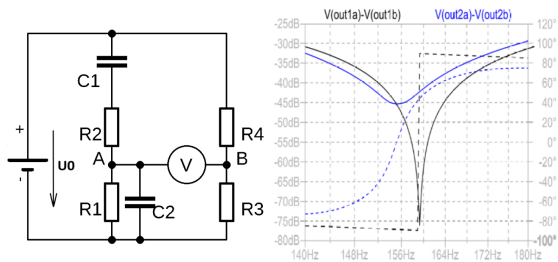 V(out1a)-V(out1b) V(out2a)-V(out2b)
-25dB 120°
-30dB 100°
-35dB 80°
-40dB 60°
-45dB 40°
-50dB 20°
-55dB 0°
-60dB -20°
-65dB -40°
-70dB -60°
-75dB -80°
-80dB -100°
140Hz 148Hz 156Hz 164Hz 172Hz 180Hz
C1
R2 R4
A V B
+
-
U0
R1 C2 R3